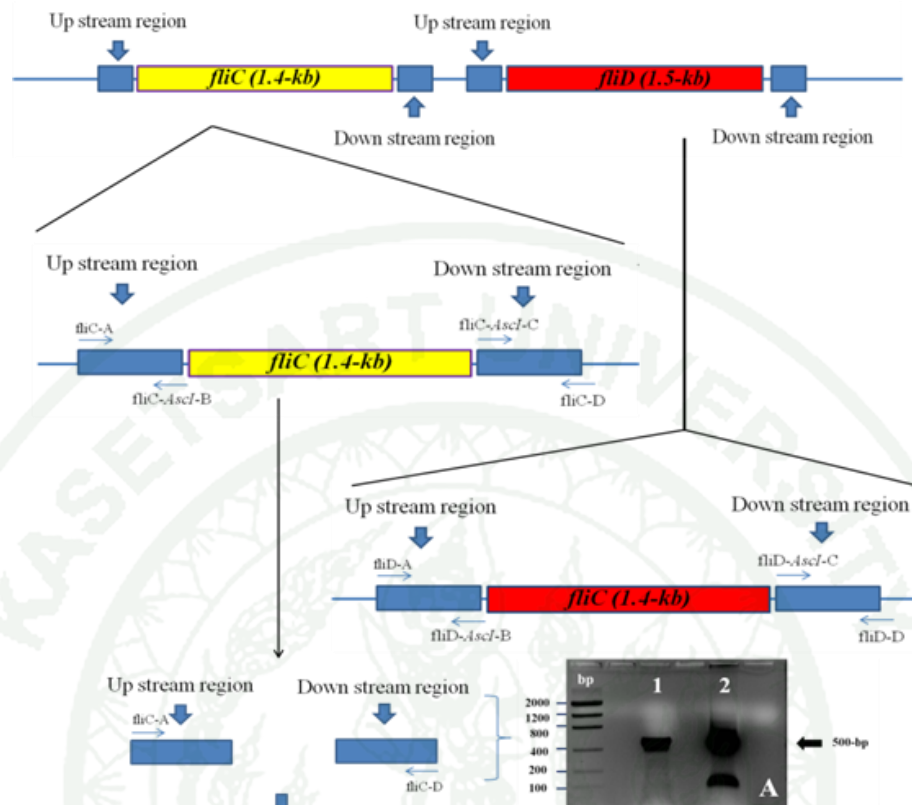 Up stream region
Up stream region
fliC (1.4-kb)
fliD (1.5-kb)
Down stream region
Down stream region
Up stream region
Down stream region
fliC-A
fliC-AscI-C
fliC (1.4-kb)
fliC-AscI-B
fliC-D
Up stream region
Down stream region
fliD-A
fliD-AscI-C
fliC (1.4-kb)
fliD-AscI-B
fliD-D
Up stream region
Down stream region
fliC-A
fliC-D
bp
1
2
2000
1200
800
400
200
100
500-bp
A
KASETSART UNIVERSITY